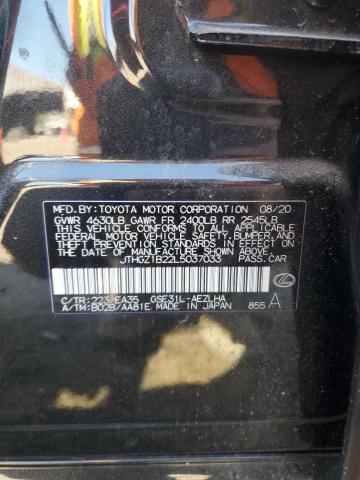 MFD.BY:TOYOTA MOTOR CORPORATION 08/20
GVWR 4630LB GAWR FR 2400LB RR 2545LB
THIS VEHICLE CONFORMS TO ALL APPLICABLE
FEDERAL MOTOR VEHICLE SAFETY, BUMPER, AND
THEFT PREVENTION STANDARDS IN EFFECT ON
THE DATE OF MANUFACTURE SHOWN ABOVE.
JTHGZ1B22L5037033 PASS.CAR
C/TR:223/EA35 GSE31L-AEZLHA
A/TM:B02B/AA81E MADE IN JAPAN 855 A